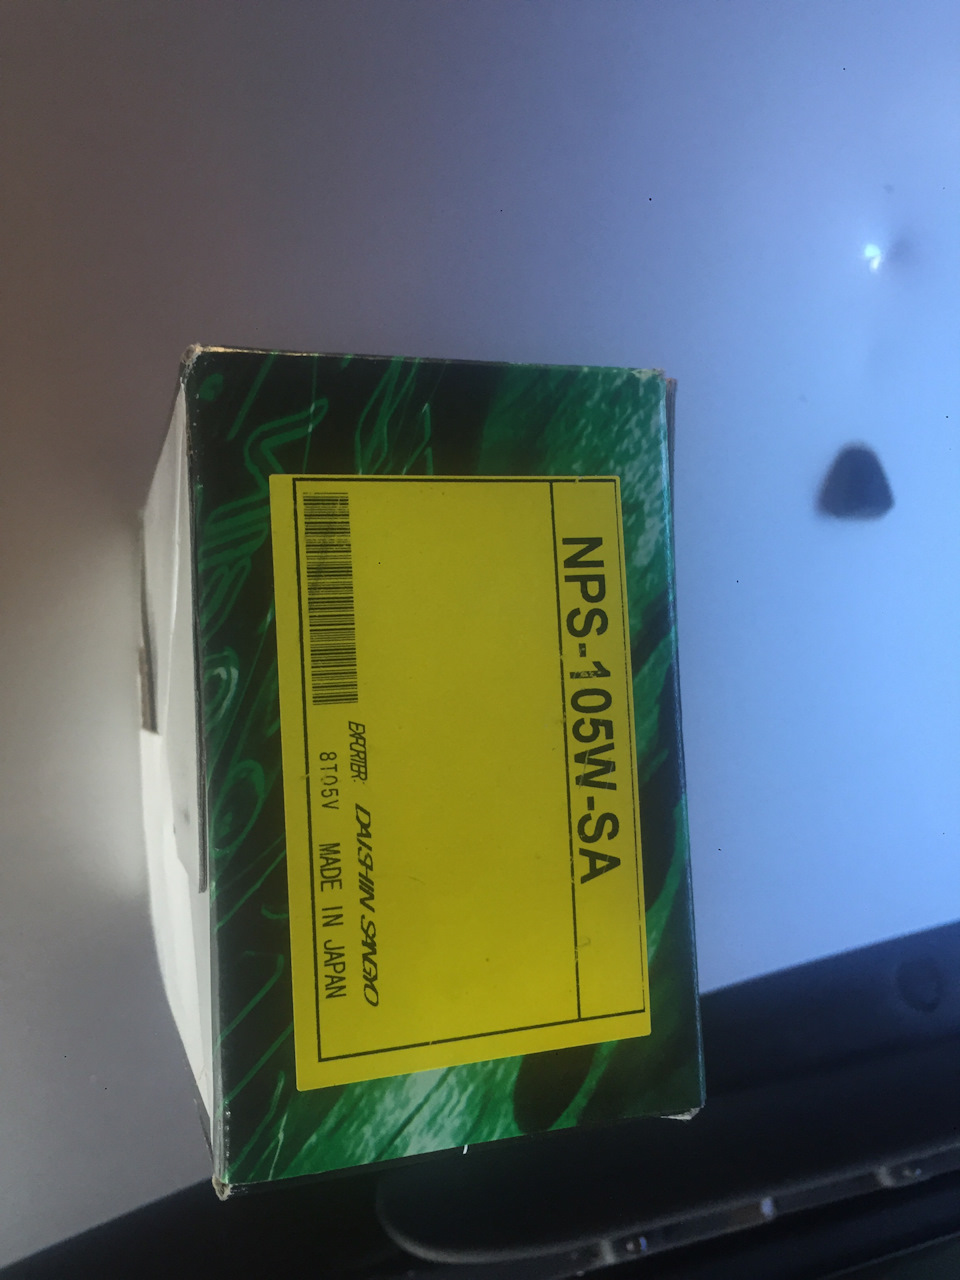 NPS-105W-SA
EXPORTER: DAISHIN SANGYO
8T05V MADE IN JAPAN